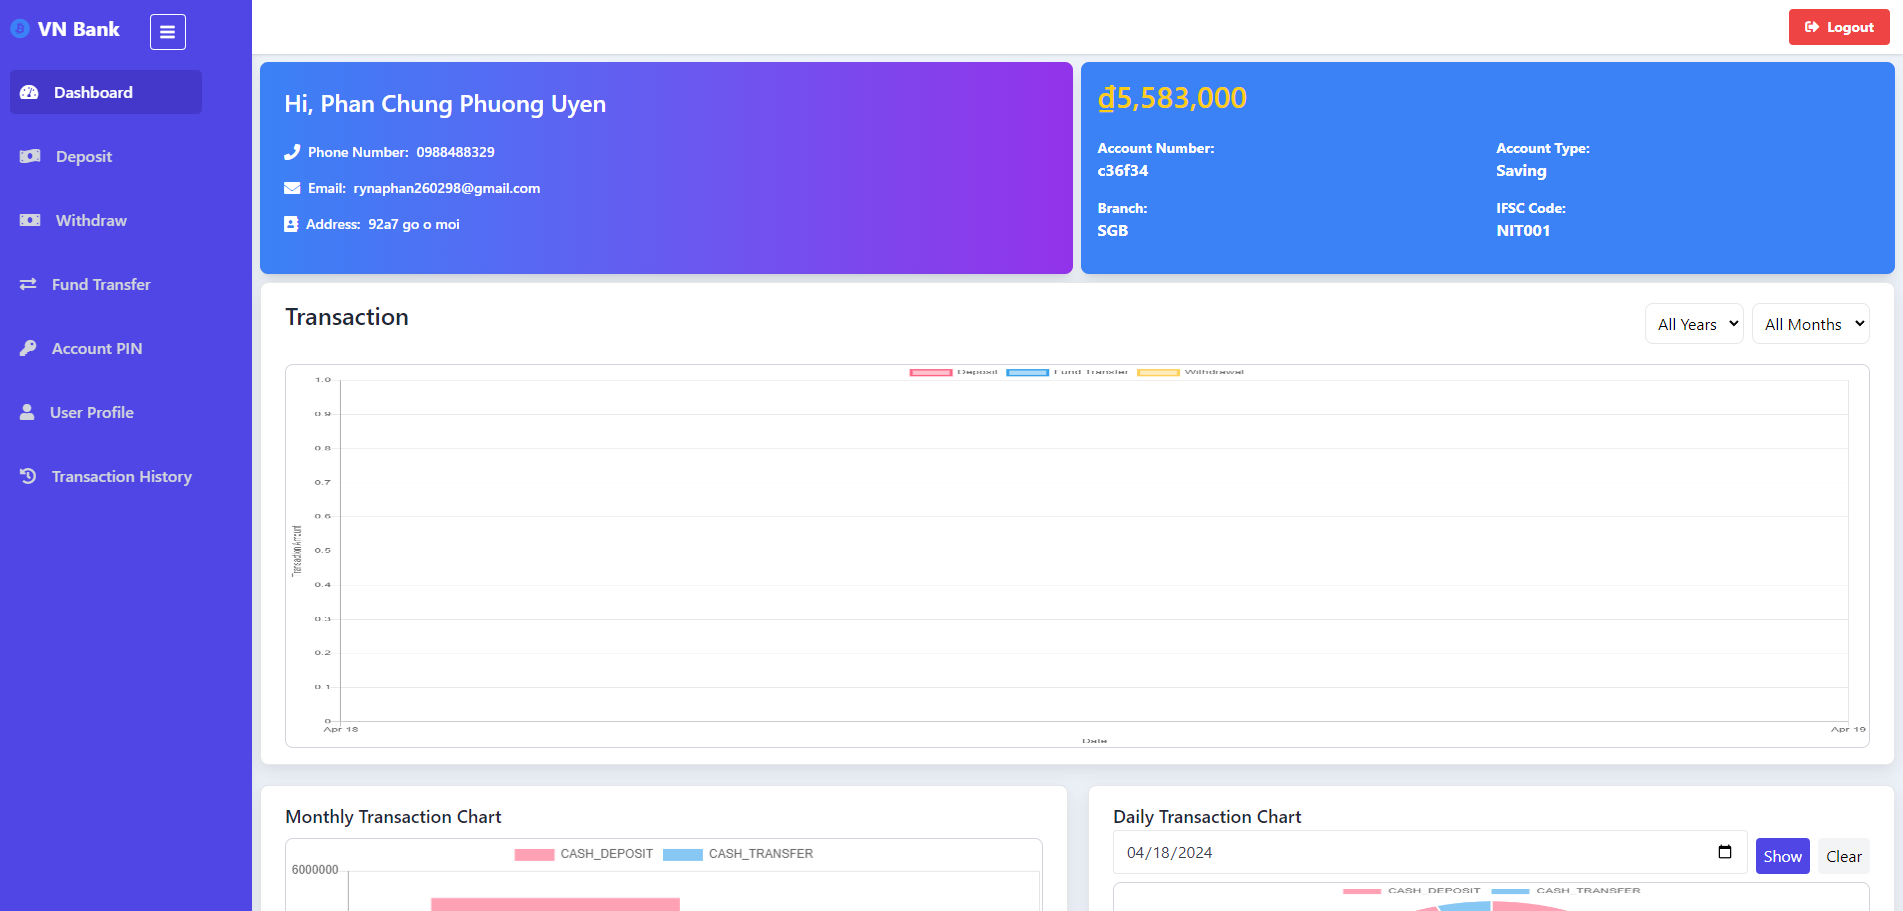 VN Bank
Logout
Dashboard
Deposit
Withdraw
Fund Transfer
Account PIN
User Profile
Transaction History
Hi, Phan Chung Phuong Uyen
Phone Number: 0988488329
Email: rynaphan260298@gmail.com
Address: 92a7 go o moi
₫5,583,000
Account Number:
c36f34
Account Type:
Saving
Branch:
SGB
IFSC Code:
NIT001
Transaction
All Years
All Months
Deposit Fund Transfer Withdrawal
1.0
0.9
0.8
0.7
0.6
0.5
0.4
0.3
0.2
0.1
0
Transaction Amount
Apr 18
Apr 19
Date
Monthly Transaction Chart
CASH_DEPOSIT CASH_TRANSFER
6000000
Daily Transaction Chart
04/18/2024
Show
Clear
CASH_DEPOSIT CASH_TRANSFER